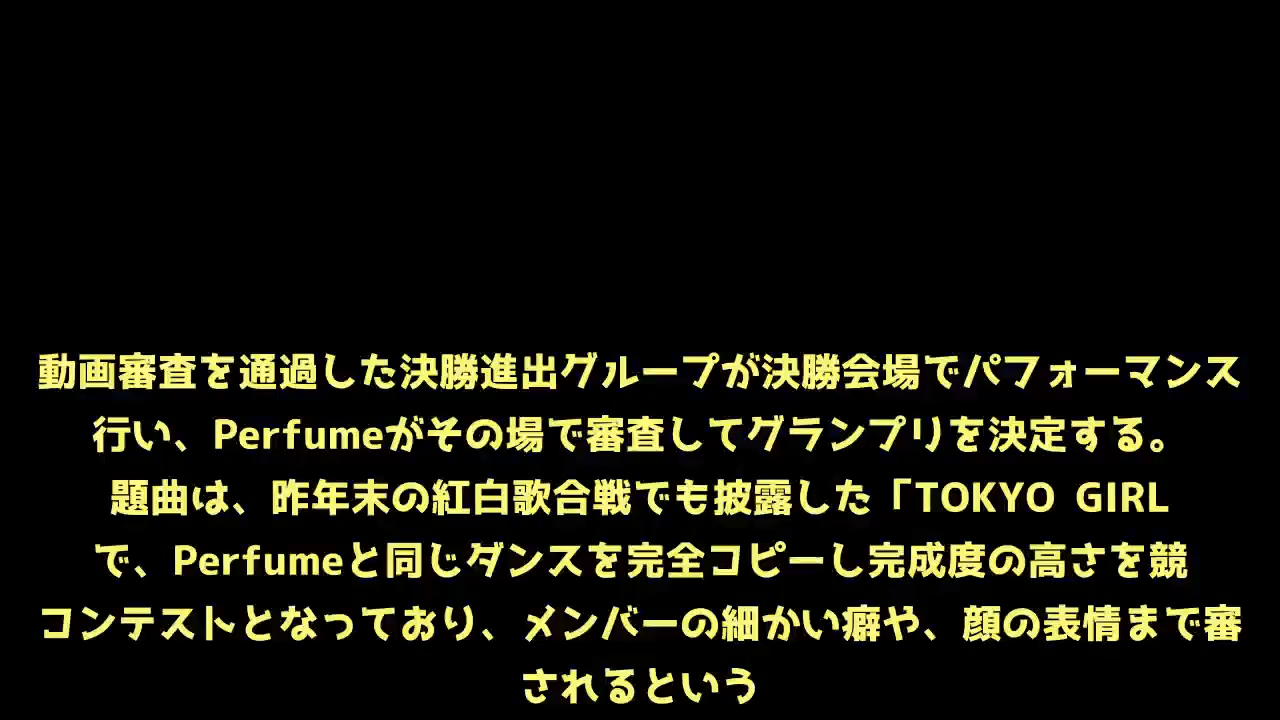 動画審査を通過した決勝進出グループが決勝会場でパフォーマンス
行い、Perfumeがその場で審査してグランプリを決定する。
題曲は、昨年末の紅白歌合戦でも披露した「TOKYO GIRL
で、Perfumeと同じダンスを完全コピーし完成度の高さを競
コンテストとなっており、メンバーの細かい癖や、顔の表情まで審
されるという